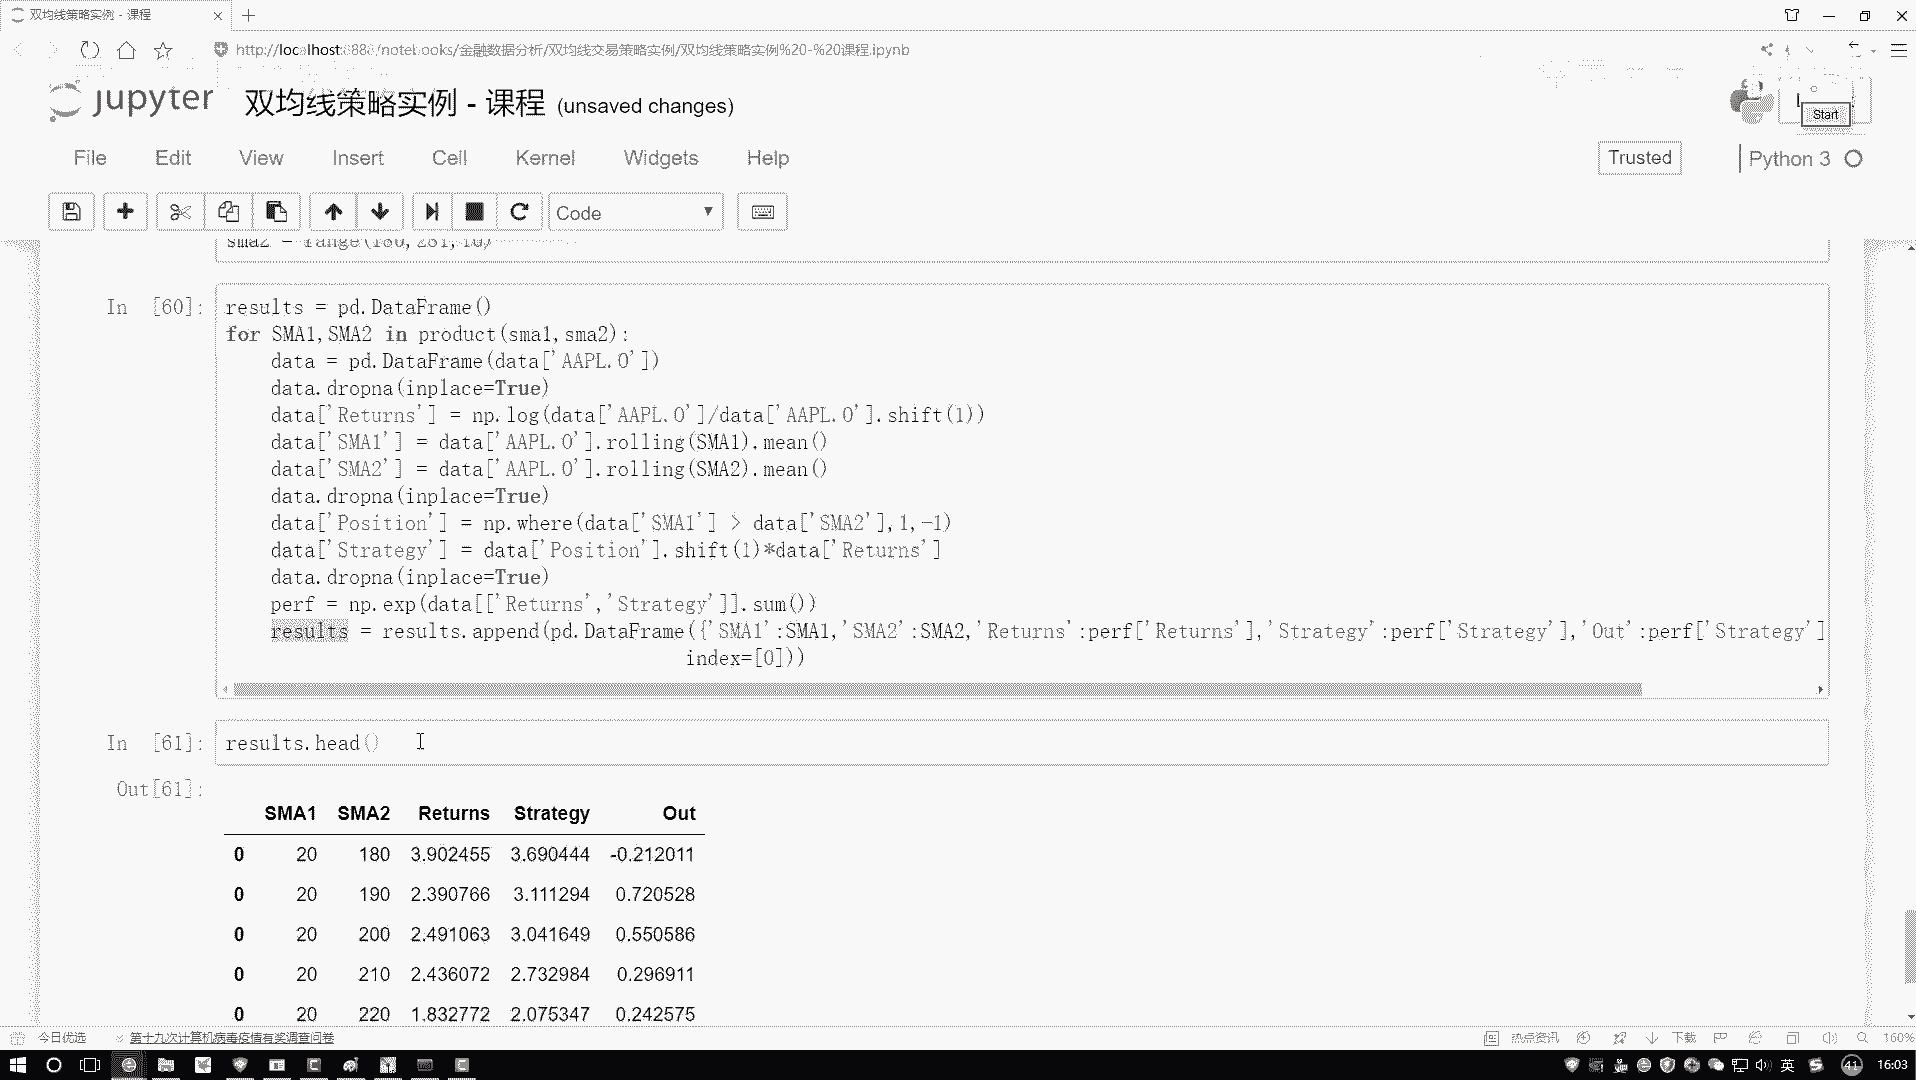 双均线策略实例 - 课程
http://localhost:888/notebooks/金融数据分析/双均线交易策略实例/双均线策略实例%20-%20课程.ipynb
jupyter 双均线策略实例 - 课程 (unsaved changes)
Start
File Edit View Insert Cell Kernel Widgets Help
Trusted
Python 3
Code
sma2 = range(180,281,10)
In [60]:
results = pd.DataFrame()
for SMA1,SMA2 in product(sma1,sma2):
data = pd.DataFrame(data['AAPL.O'])
data.dropna(inplace=True)
data['Returns'] = np.log(data['AAPL.O']/data['AAPL.O'].shift(1))
data['SMA1'] = data['AAPL.O'].rolling(SMA1).mean()
data['SMA2'] = data['AAPL.O'].rolling(SMA2).mean()
data.dropna(inplace=True)
data['Position'] = np.where(data['SMA1'] > data['SMA2'],1,-1)
data['Strategy'] = data['Position'].shift(1)*data['Returns']
data.dropna(inplace=True)
perf = np.exp(data[['Returns','Strategy']].sum())
results = results.append(pd.DataFrame({'SMA1':SMA1,'SMA2':SMA2,'Returns':perf['Returns'],'Strategy':perf['Strategy'],'Out':perf['Strategy']
index=[0]))
In [61]:
results.head()
Out[61]:
SMA1 SMA2 Returns Strategy Out
0 20 180 3.902455 3.690444 -0.212011
0 20 190 2.390766 3.111294 0.720528
0 20 200 2.491063 3.041649 0.550586
0 20 210 2.436072 2.732984 0.296911
0 20 220 1.832772 2.075347 0.242575
今日优选 第十九次计算机病毒疫情有奖调查问卷 热点资讯 下载 160%
英 41 16:03